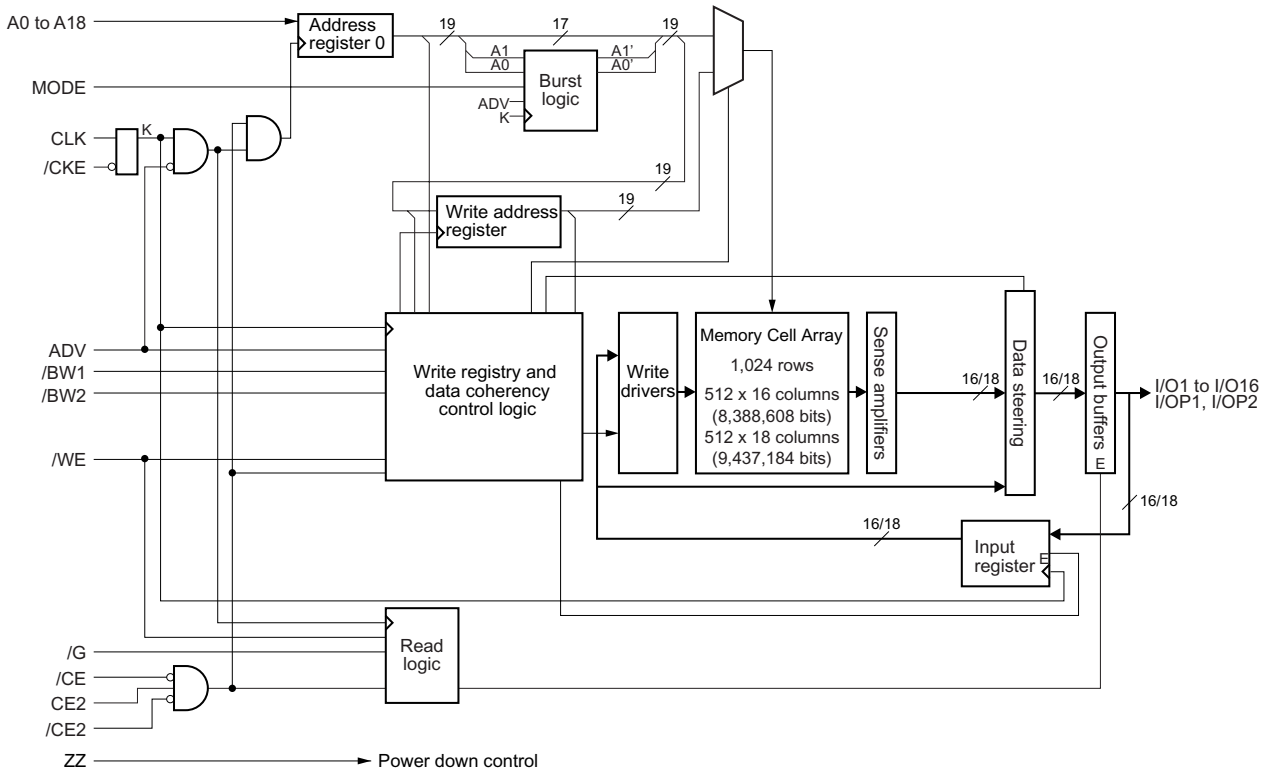 A0 to A18
Address
register 0
19
17
19
A1
A0
A1’
A0’
Burst
logic
MODE
ADV
K
CLK
K
/CKE
19
Write address
register
19
ADV
/BW1
/BW2
/WE
Write registry and
data coherency
control logic
Write
drivers
Memory Cell Array
1,024 rows
512 x 16 columns
(8,388,608 bits)
512 x 18 columns
(9,437,184 bits)
Sense amplifiers
16/18
Data steering
16/18
Output buffers
E
I/O1 to I/O16
I/OP1, I/OP2
16/18
16/18
Input
register
E
Read
logic
/G
/CE
CE2
/CE2
ZZ
Power down control